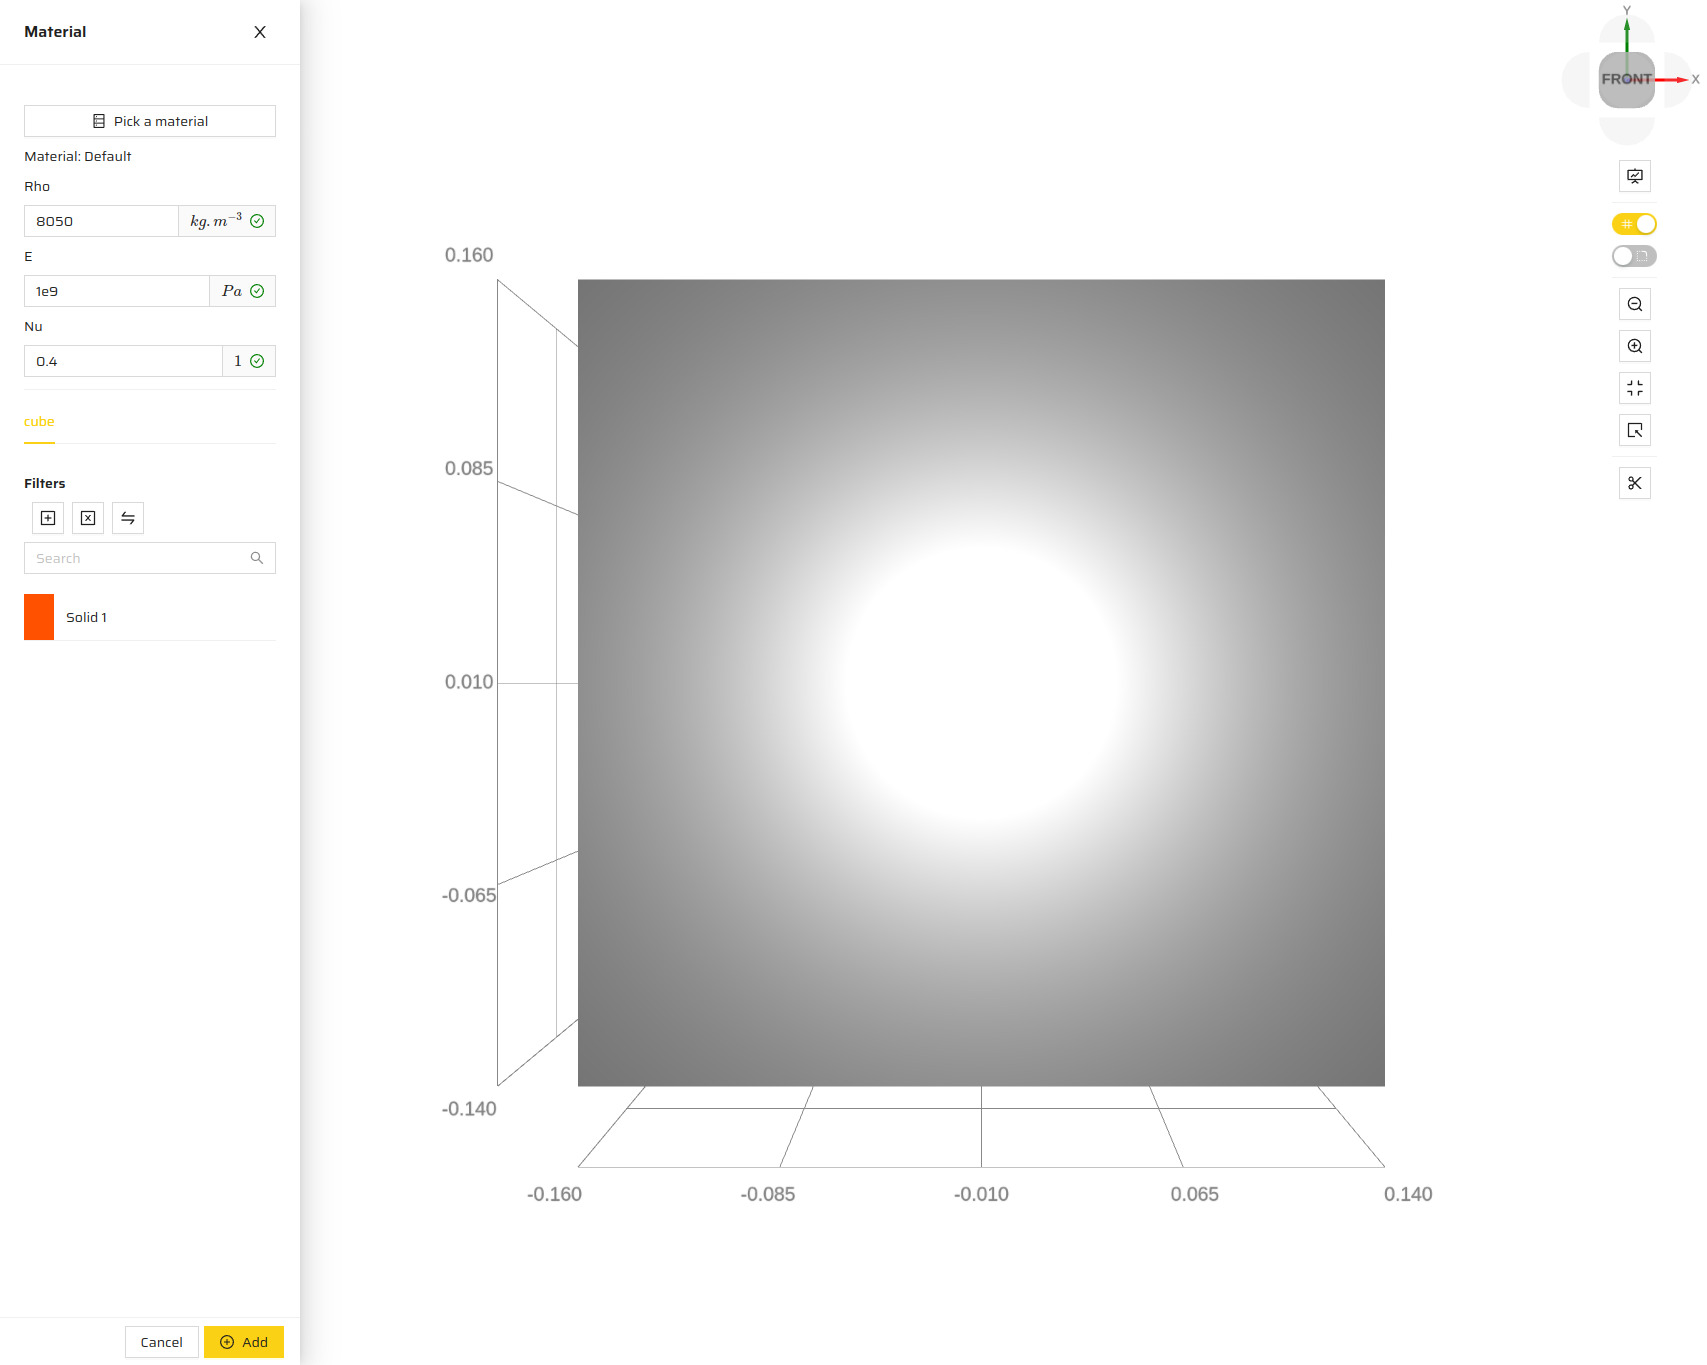 Material
Pick a material
Material: Default
Rho
8050 kg.m⁻³
E
1e9 Pa
Nu
0.4 1
cube
Filters
Search
Solid 1
Cancel Add
0.160
0.085
0.010
-0.065
-0.140
-0.160 -0.085 -0.010 0.065 0.140
Y
FRONT X